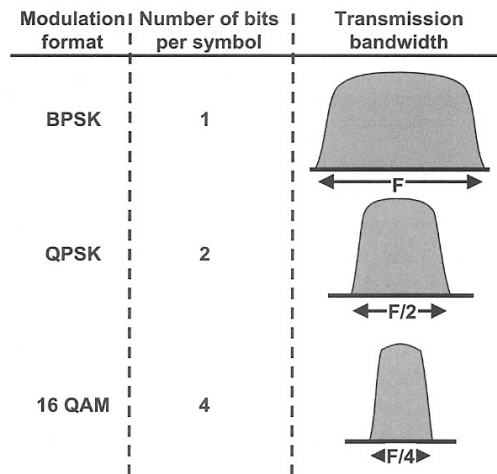 Modulation format
Number of bits per symbol
Transmission bandwidth
BPSK
1
F
QPSK
2
F/2
16 QAM
4
F/4